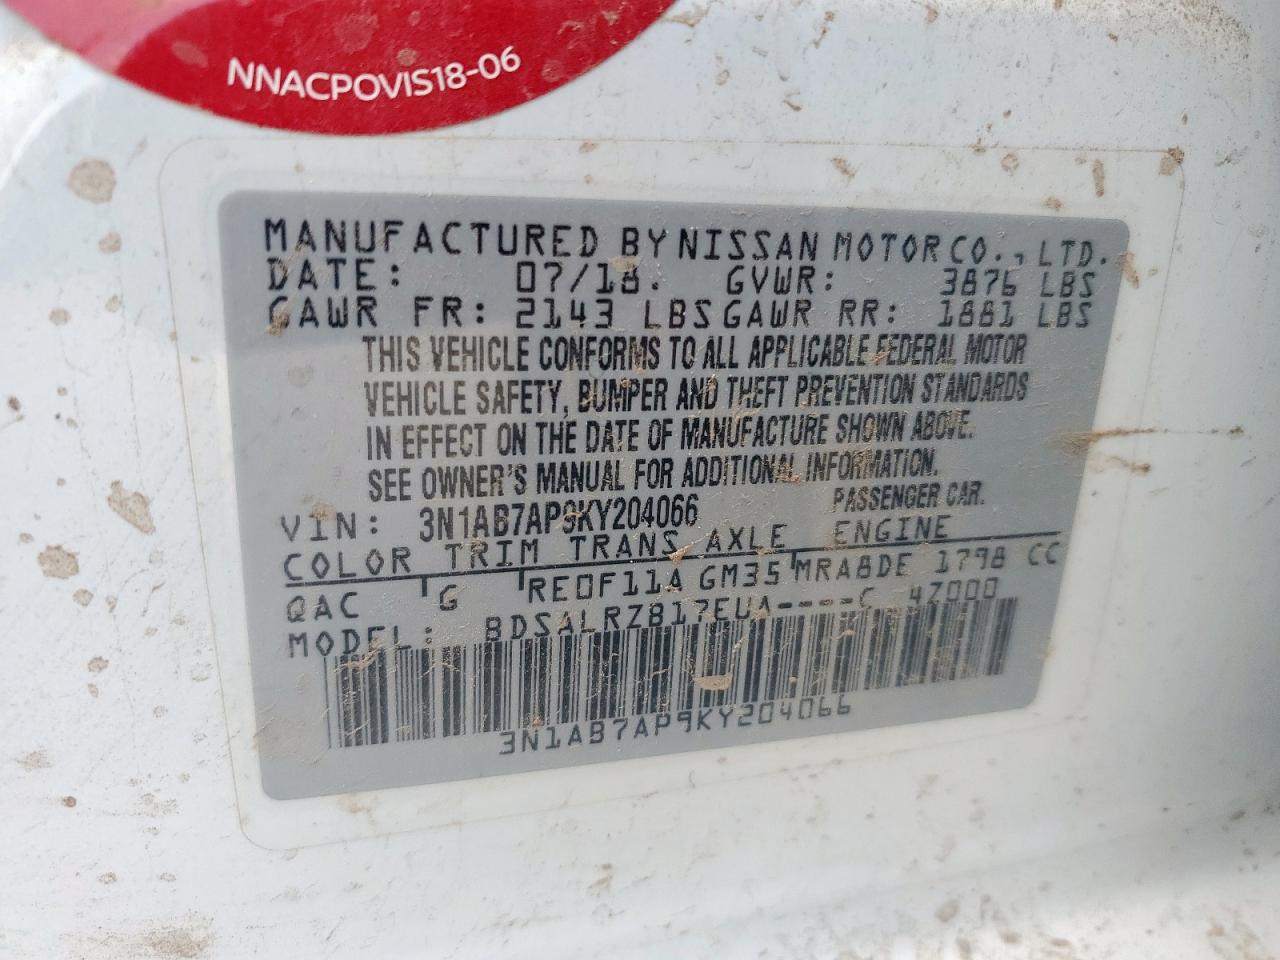 NNACPOVIS18-06
MANUFACTURED BY NISSAN MOTOR CO., LTD.
DATE: 07/18. GVWR: 3876 LBS
GAWR FR: 2143 LBS GAWR RR: 1881 LBS
THIS VEHICLE CONFORMS TO ALL APPLICABLE FEDERAL MOTOR
VEHICLE SAFETY, BUMPER AND THEFT PREVENTION STANDARDS
IN EFFECT ON THE DATE OF MANUFACTURE SHOWN ABOVE.
SEE OWNER'S MANUAL FOR ADDITIONAL INFORMATION.
VIN: 3N1AB7AP9KY204066 PASSENGER CAR.
COLOR TRIM TRANS AXLE ENGINE
QAC G RE0F11A GM35 MRA8DE 1798 CC
MODEL: BDSALRZB17EUA----C 4Z000
3N1AB7AP9KY204066